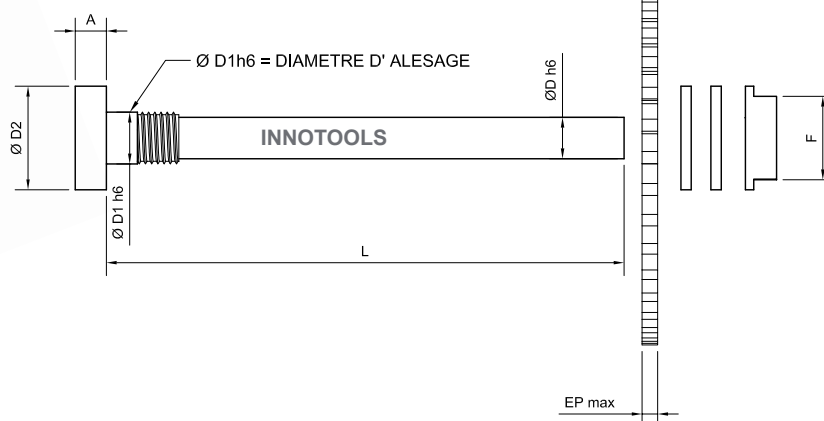 A
Ø D1h6 = DIAMETRE D' ALESAGE
ØD h6
Ø D2
INNOTOOLS
F
Ø D1 h6
L
EP max